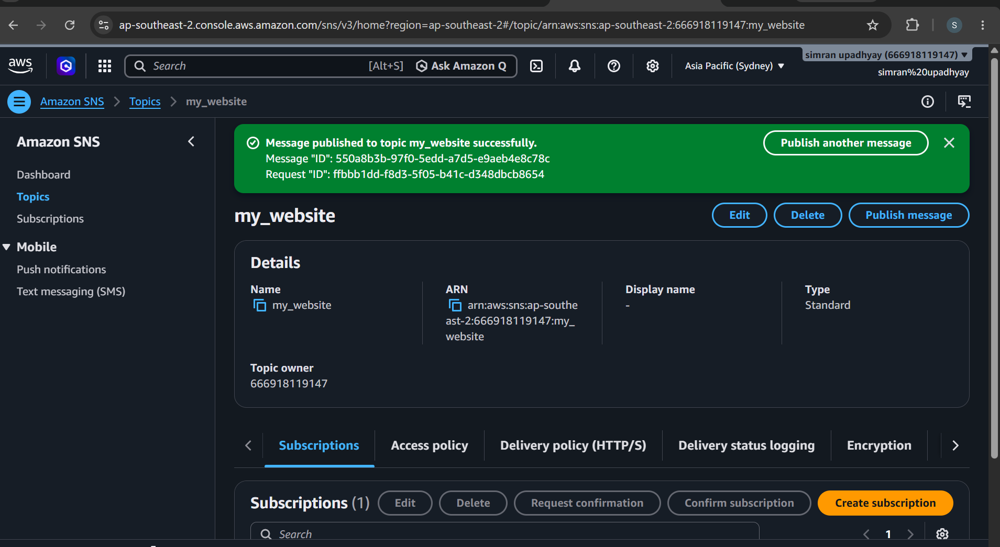 ap-southeast-2.console.aws.amazon.com/sns/v3/home?region=ap-southeast-2#/topic/arn:aws:sns:ap-southeast-2:666918119147:my_website
S
aws
Search
[Alt+S]
Ask Amazon Q
Asia Pacific (Sydney)
simran upadhyay (666918119147)
simran%20upadhyay
Amazon SNS
Topics
my_website
Amazon SNS
Dashboard
Topics
Subscriptions
Mobile
Push notifications
Text messaging (SMS)
Message published to topic my_website successfully.
Message "ID": 550a8b3b-97f0-5edd-a7d5-e9aeb4e8c78c
Request "ID": ffbbb1dd-f8d3-5f05-b41c-d348dbcb8654
Publish another message
my_website
Edit
Delete
Publish message
Details
Name
my_website
ARN
arn:aws:sns:ap-southe
ast-2:666918119147:my_
website
Display name
-
Type
Standard
Topic owner
666918119147
Subscriptions
Access policy
Delivery policy (HTTP/S)
Delivery status logging
Encryption
Subscriptions (1)
Edit
Delete
Request confirmation
Confirm subscription
Create subscription
Search
1